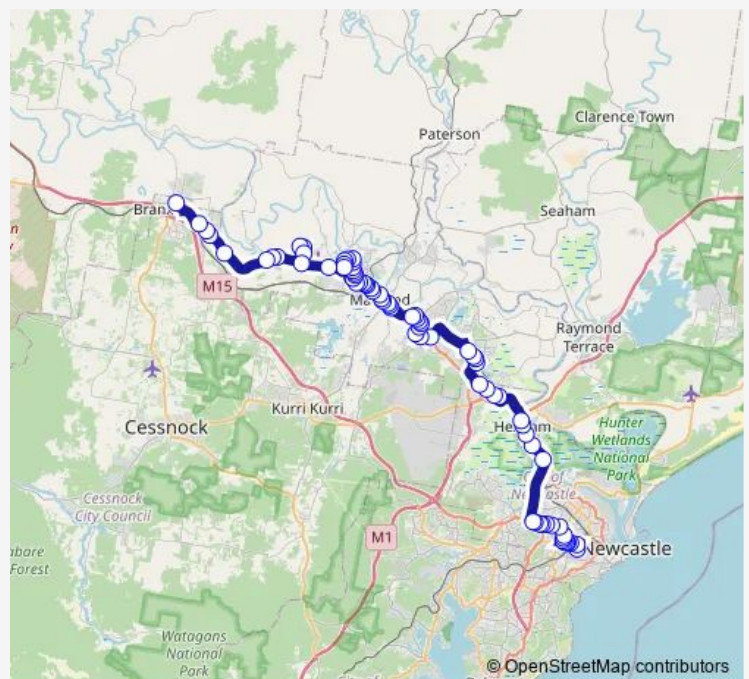 Clarence Town
Paterson
Seaham
M15
Raymond
Terrace
Kurri Kurri
Cessnock
Hunter
Wetlands
National
Park
Cessnock
City Council
M1
Newcastle
Forest
Watagans
National
Park
© OpenStreetMap contributors